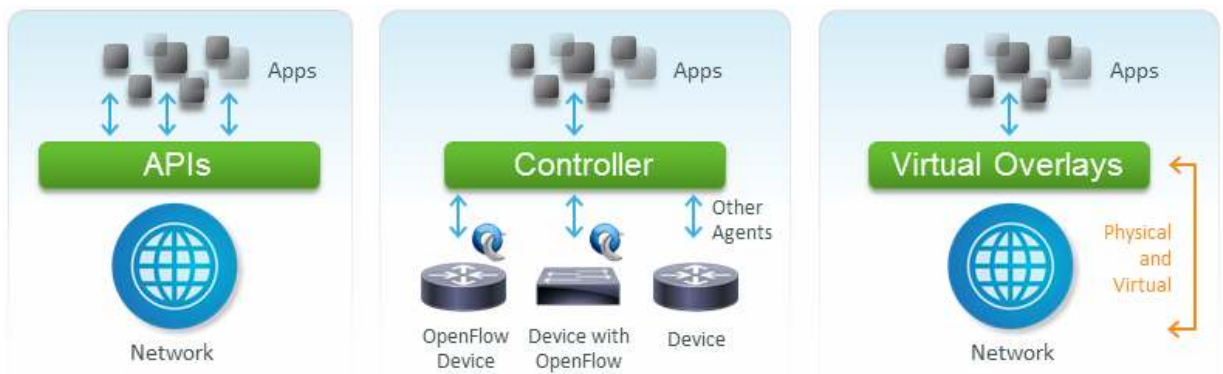 Apps
APIs
Network
Apps
Controller
Other
Agents
OpenFlow
Device
Device with
OpenFlow
Device
Apps
Virtual Overlays
Physical
and
Virtual
Network